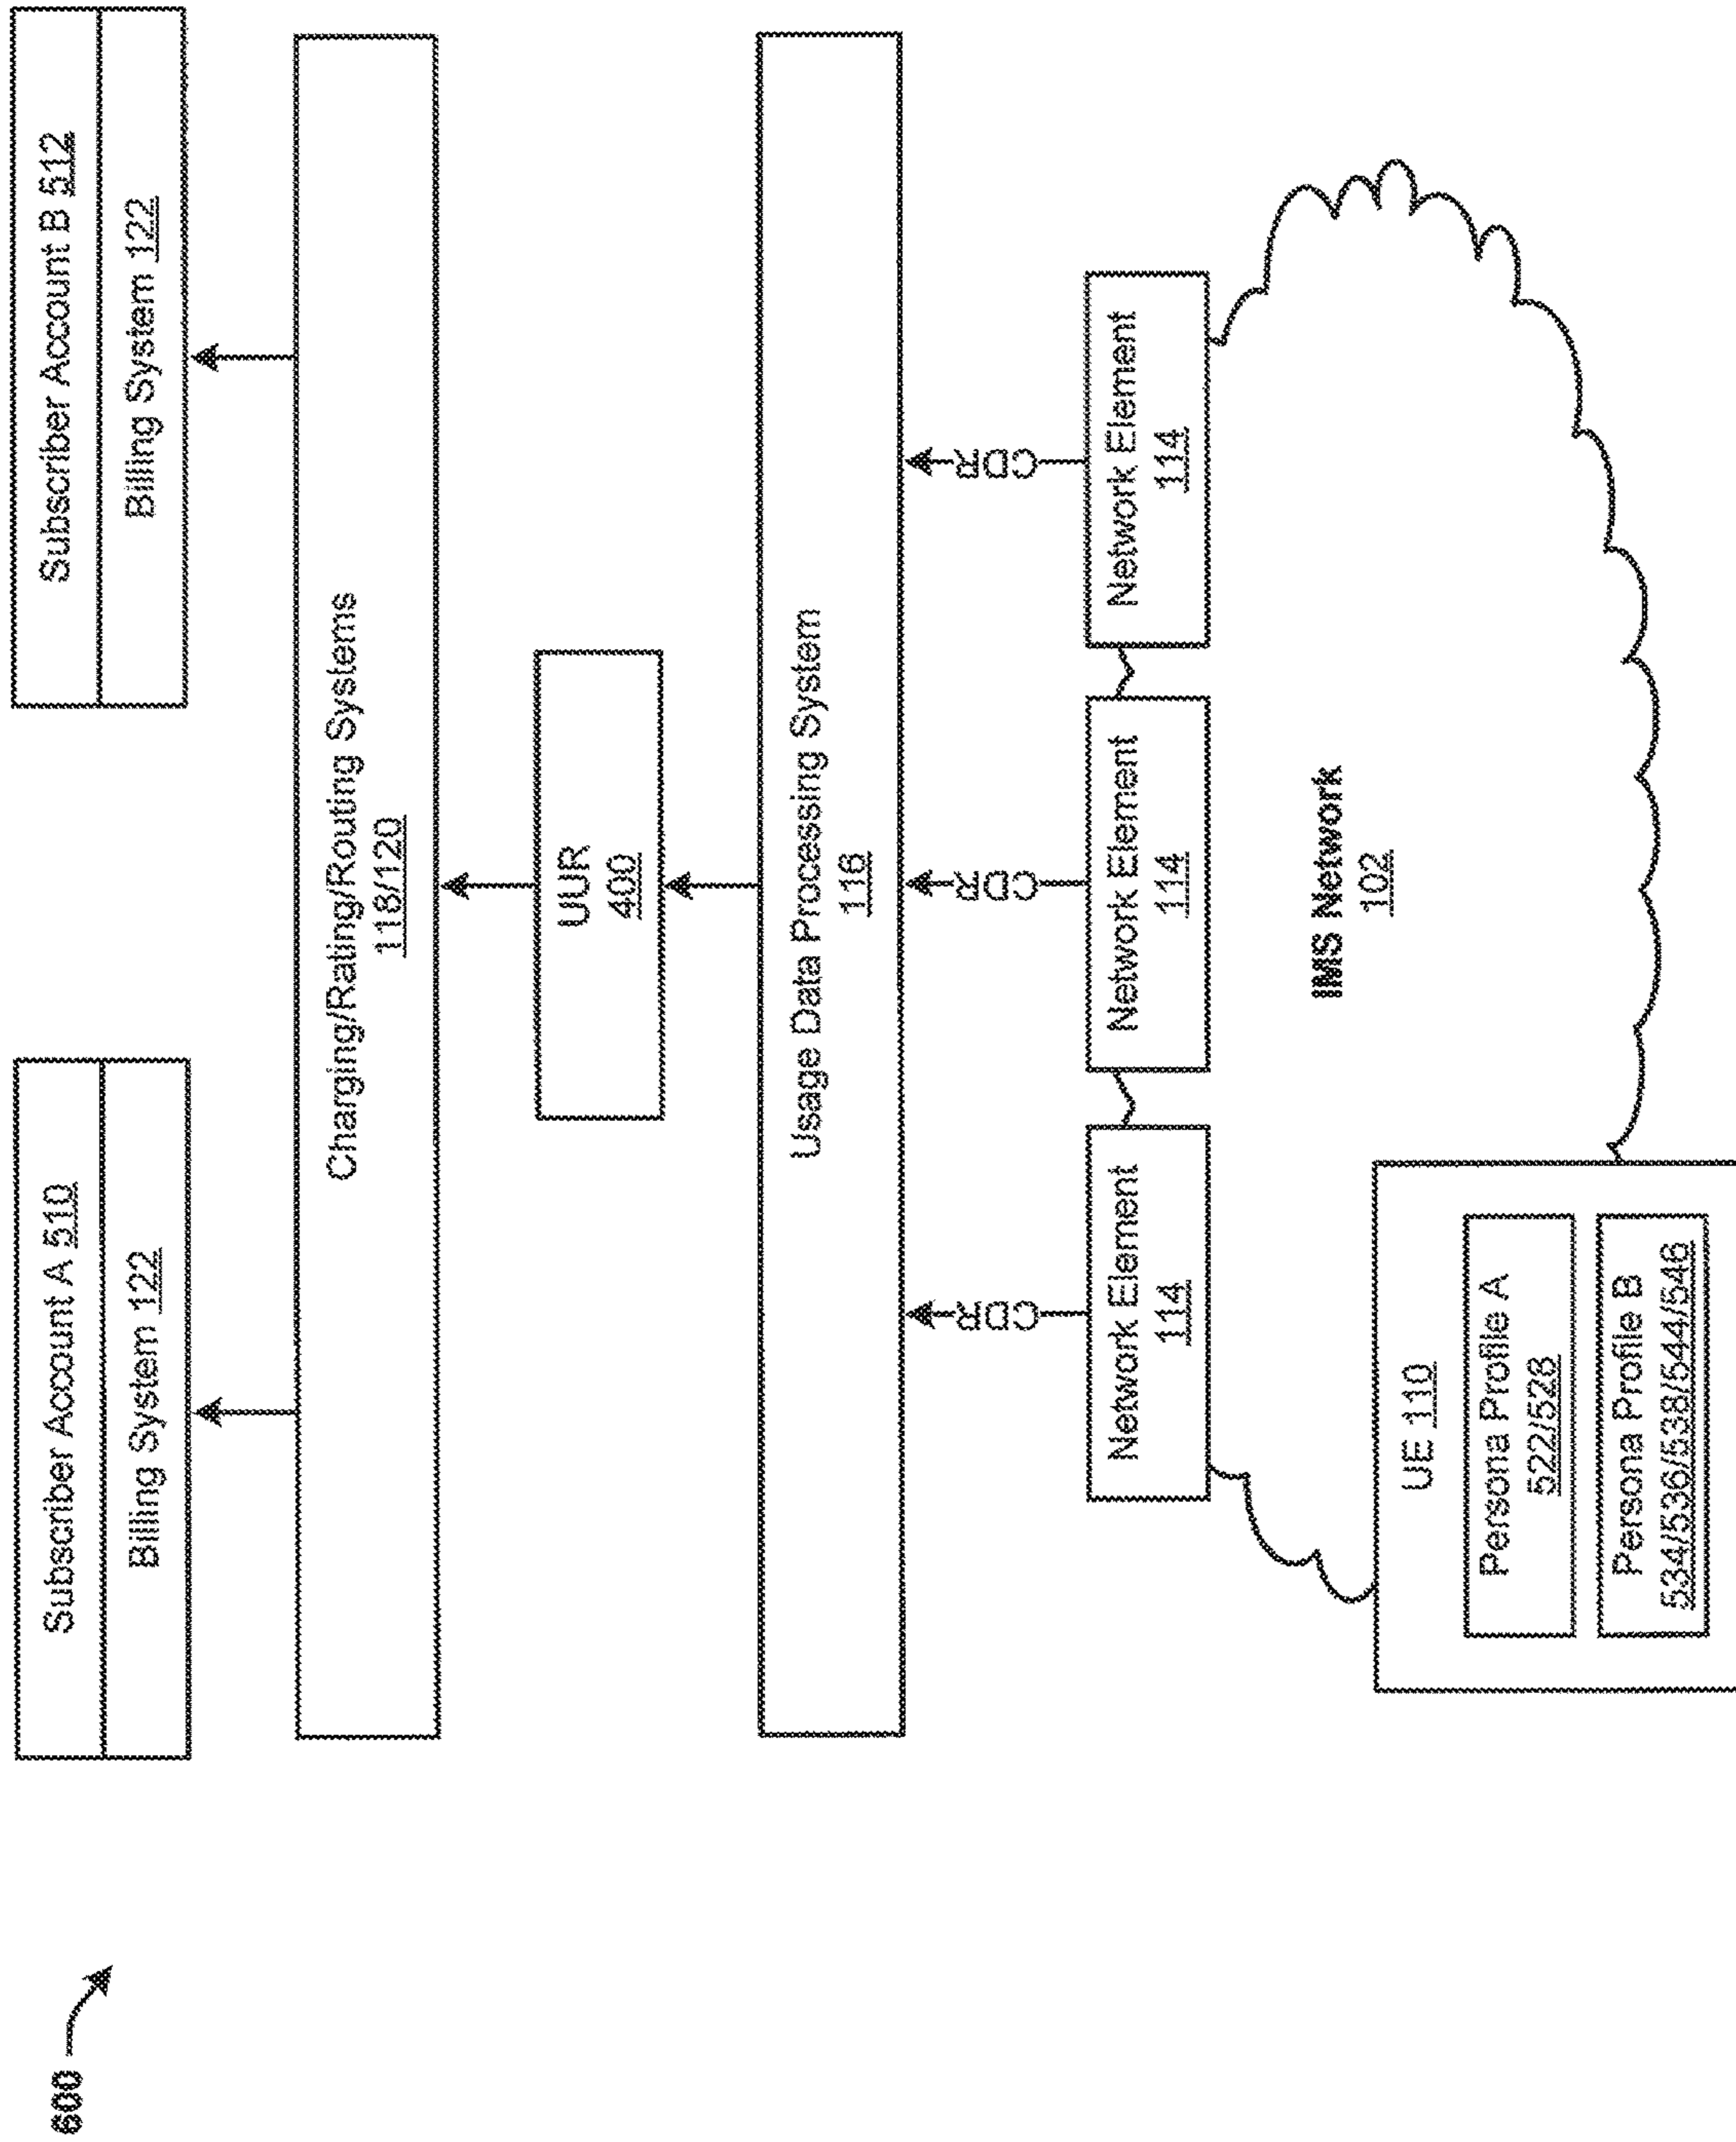 600
Subscriber Account A 510
Billing System 122
Subscriber Account B 512
Billing System 122
Charging/Rating/Routing Systems
118/120
UUR
400
Usage Data Processing System
116
CDR
CDR
CDR
Network Element
114
Network Element
114
Network Element
114
IMS Network
102
UE 110
Persona Profile A
522/528
Persona Profile B
534/536/538/544/546